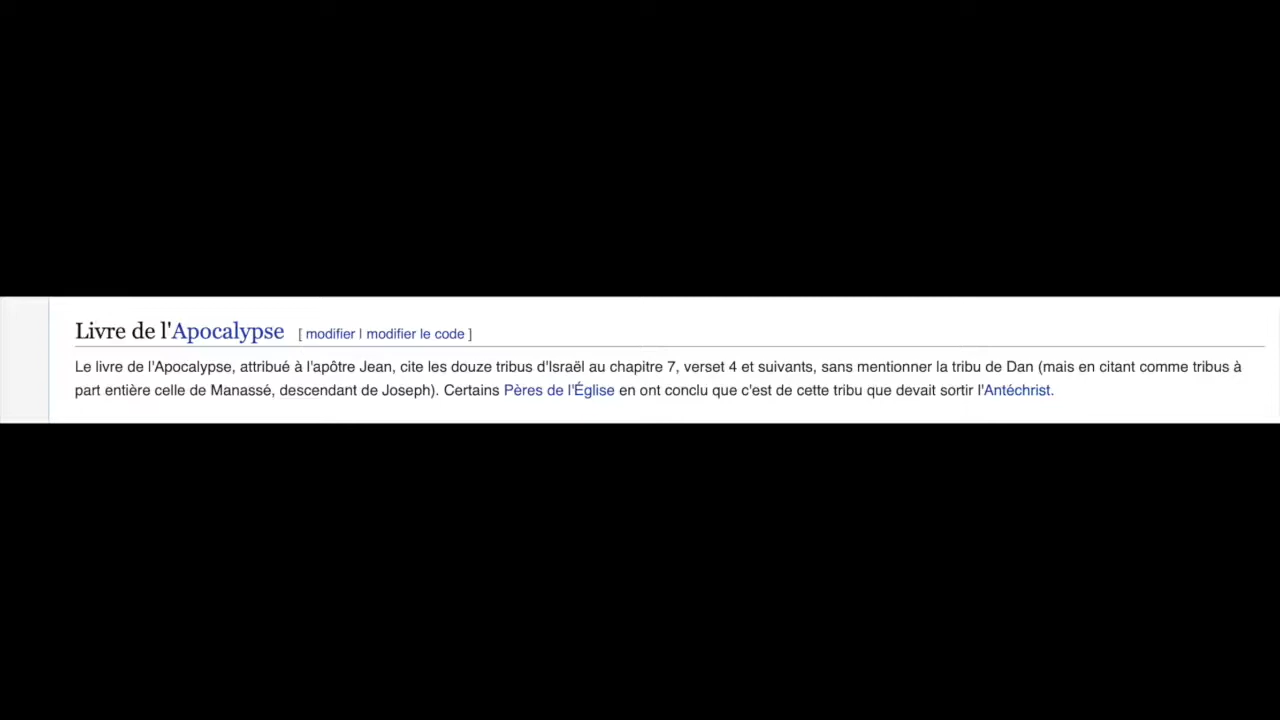 Livre de l'Apocalypse [ modifier | modifier le code ]
Le livre de l'Apocalypse, attribué à l'apôtre Jean, cite les douze tribus d'Israël au chapitre 7, verset 4 et suivants, sans mentionner la tribu de Dan (mais en citant comme tribus à
part entière celle de Manassé, descendant de Joseph). Certains Pères de l'Église en ont conclu que c'est de cette tribu que devait sortir l'Antéchrist.